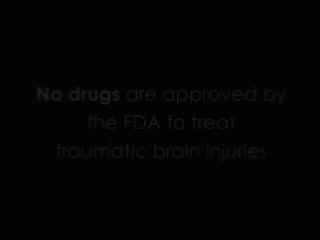 No drugs are approved by
the FDA to treat
traumatic brain injuries